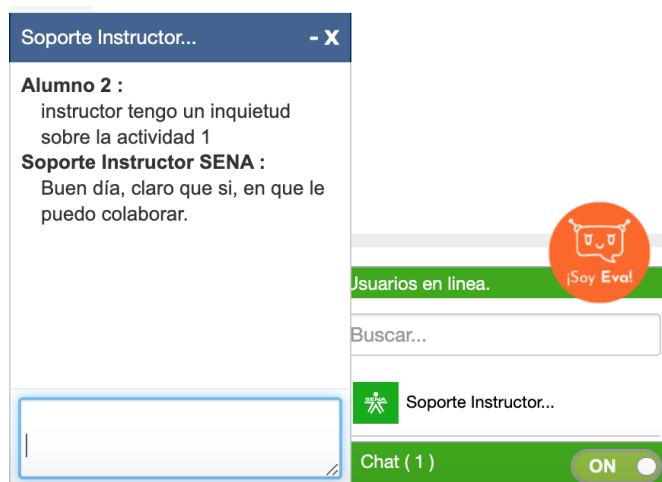 Soporte Instructor... - X
Alumno 2 :
instructor tengo un inquietud
sobre la actividad 1
Soporte Instructor SENA :
Buen día, claro que si, en que le
puedo colaborar.
¡Soy Eva!
Usuarios en linea.
Buscar...
SENA
Soporte Instructor...
Chat ( 1 )
ON